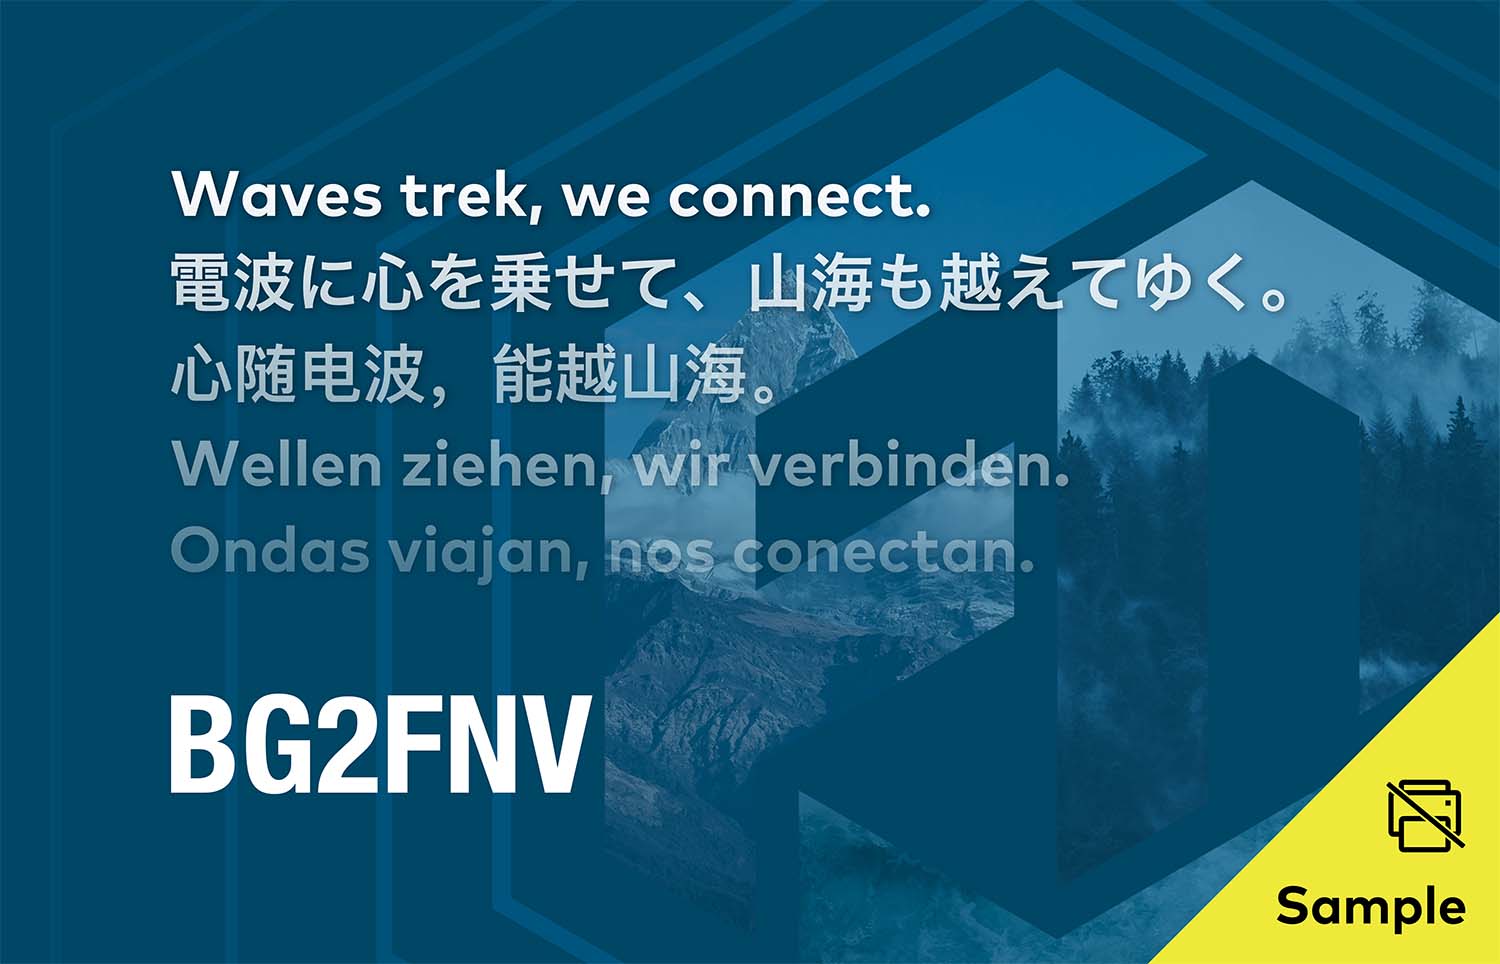 Waves trek, we connect.
電波に心を乗せて、山海も越えてゆく。
心随电波，能越山海。
Wellen ziehen, wir verbinden.
Ondas viajan, nos conectan.
BG2FNV
Sample